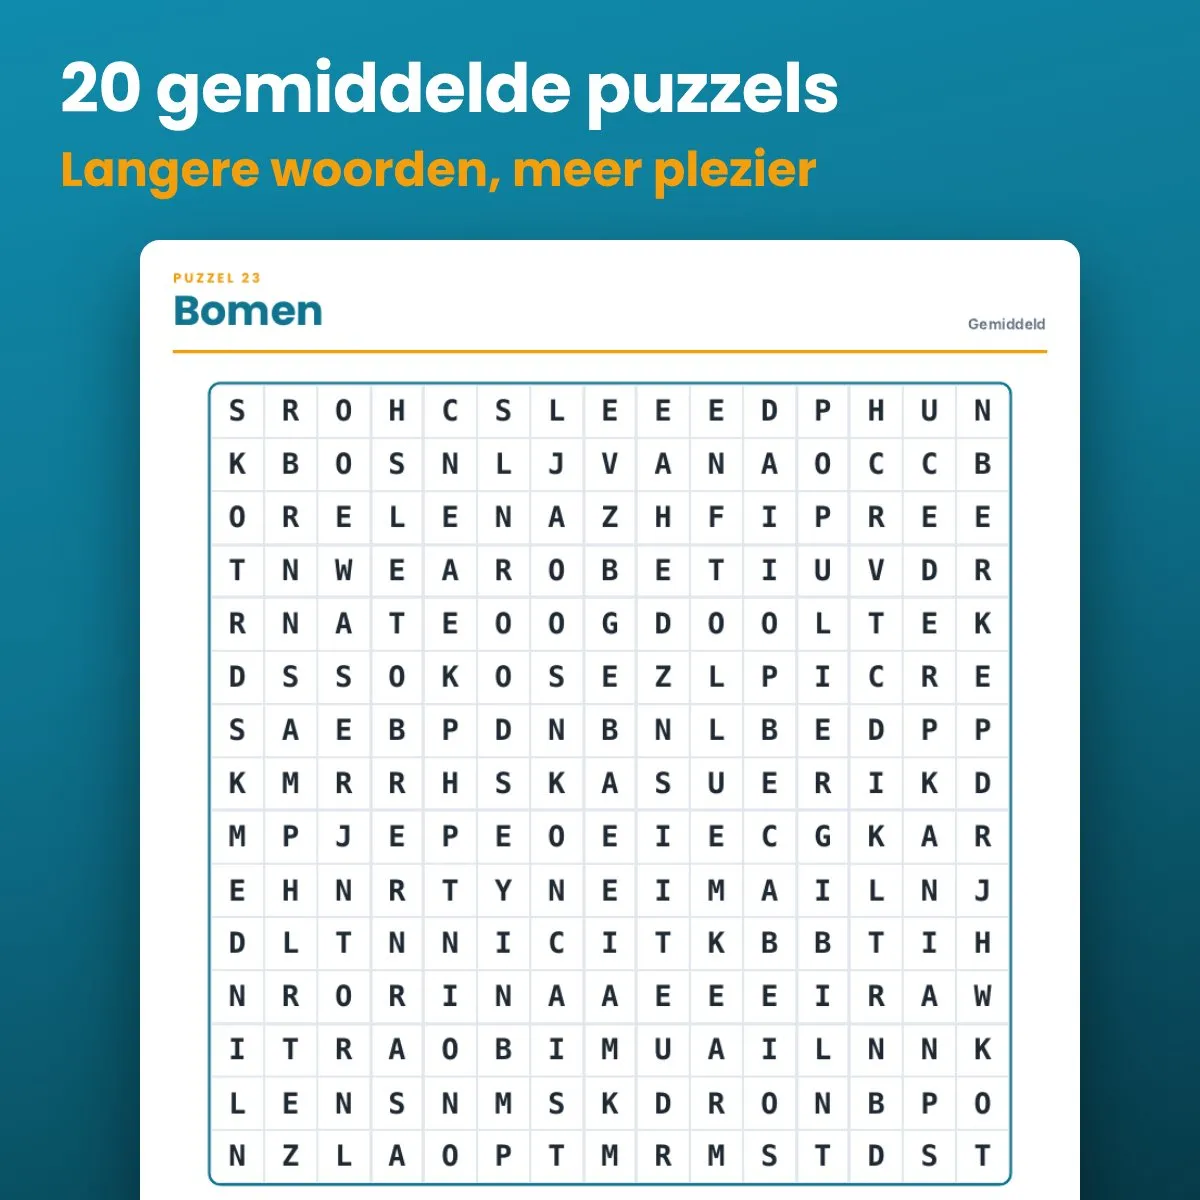 20 gemiddelde puzzels
Langere woorden, meer plezier
PUZZEL 23
Bomen
Gemiddeld
S R O H C S L E E E D P H U N
K B O S N L J V A N A O C C B
O R E L E N A Z H F I P R E E
T N W E A R O B E T I U V D R
R N A T E O O G D O O L T E K
D S S O K O S E Z L P I C R E
S A E B P D N B N L B E D P P
K M R R H S K A S U E R I K D
M P J E P E O E I E C G K A R
E H N R T Y N E I M A I L N J
D L T N N I C I T K B B T I H
N R O R I N A A E E E I R A W
I T R A O B I M U A I L N N K
L E N S N M S K D R O N B P O
N Z L A O P T M R M S T D S T